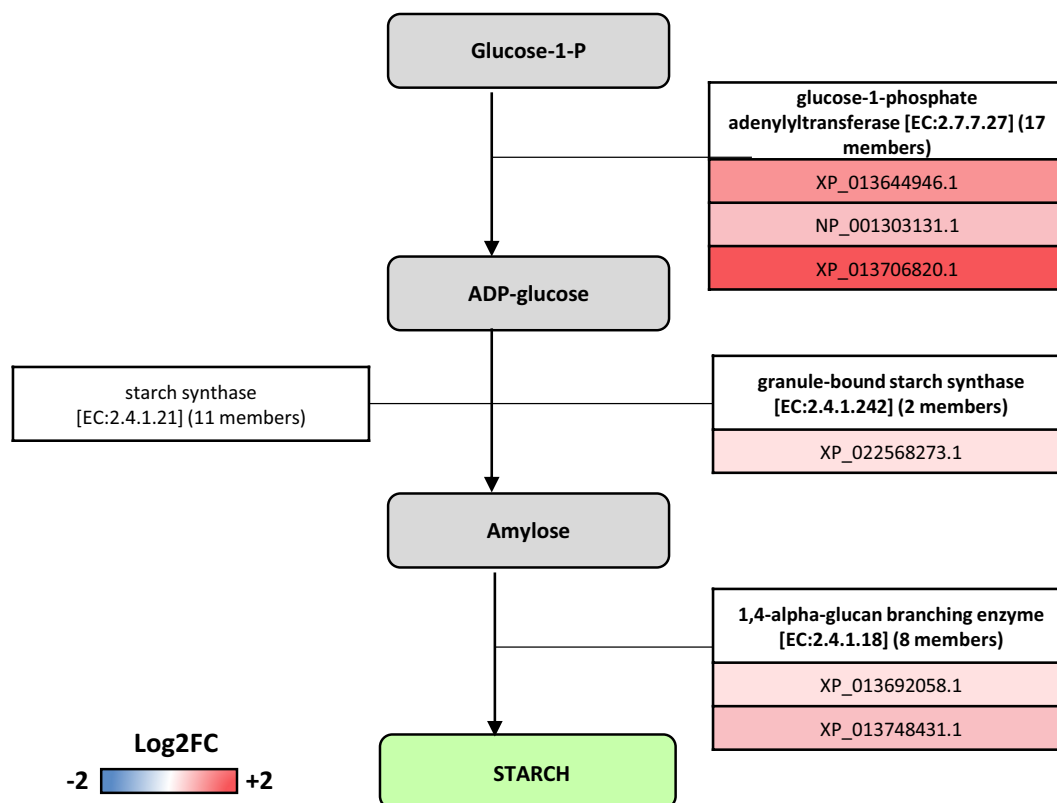 Glucose-1-P
glucose-1-phosphate
adenylyltransferase [EC:2.7.7.27] (17
members)
XP_013644946.1
NP_001303131.1
XP_013706820.1
ADP-glucose
starch synthase
[EC:2.4.1.21] (11 members)
granule-bound starch synthase
[EC:2.4.1.242] (2 members)
XP_022568273.1
Amylose
1,4-alpha-glucan branching enzyme
[EC:2.4.1.18] (8 members)
XP_013692058.1
XP_013748431.1
Log2FC
-2 +2
STARCH